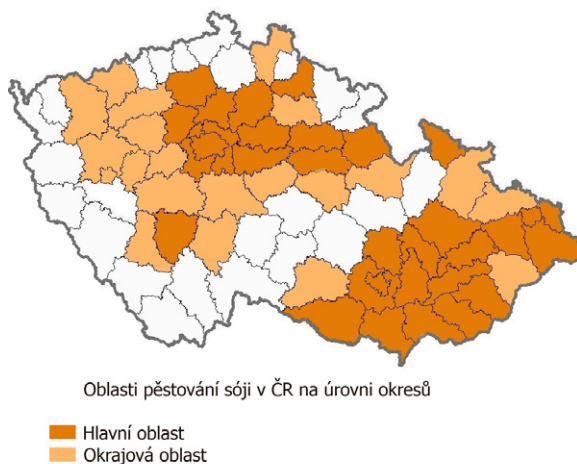 Oblasti pěstování sóji v ČR na úrovni okresů
Hlavní oblast
Okrajová oblast